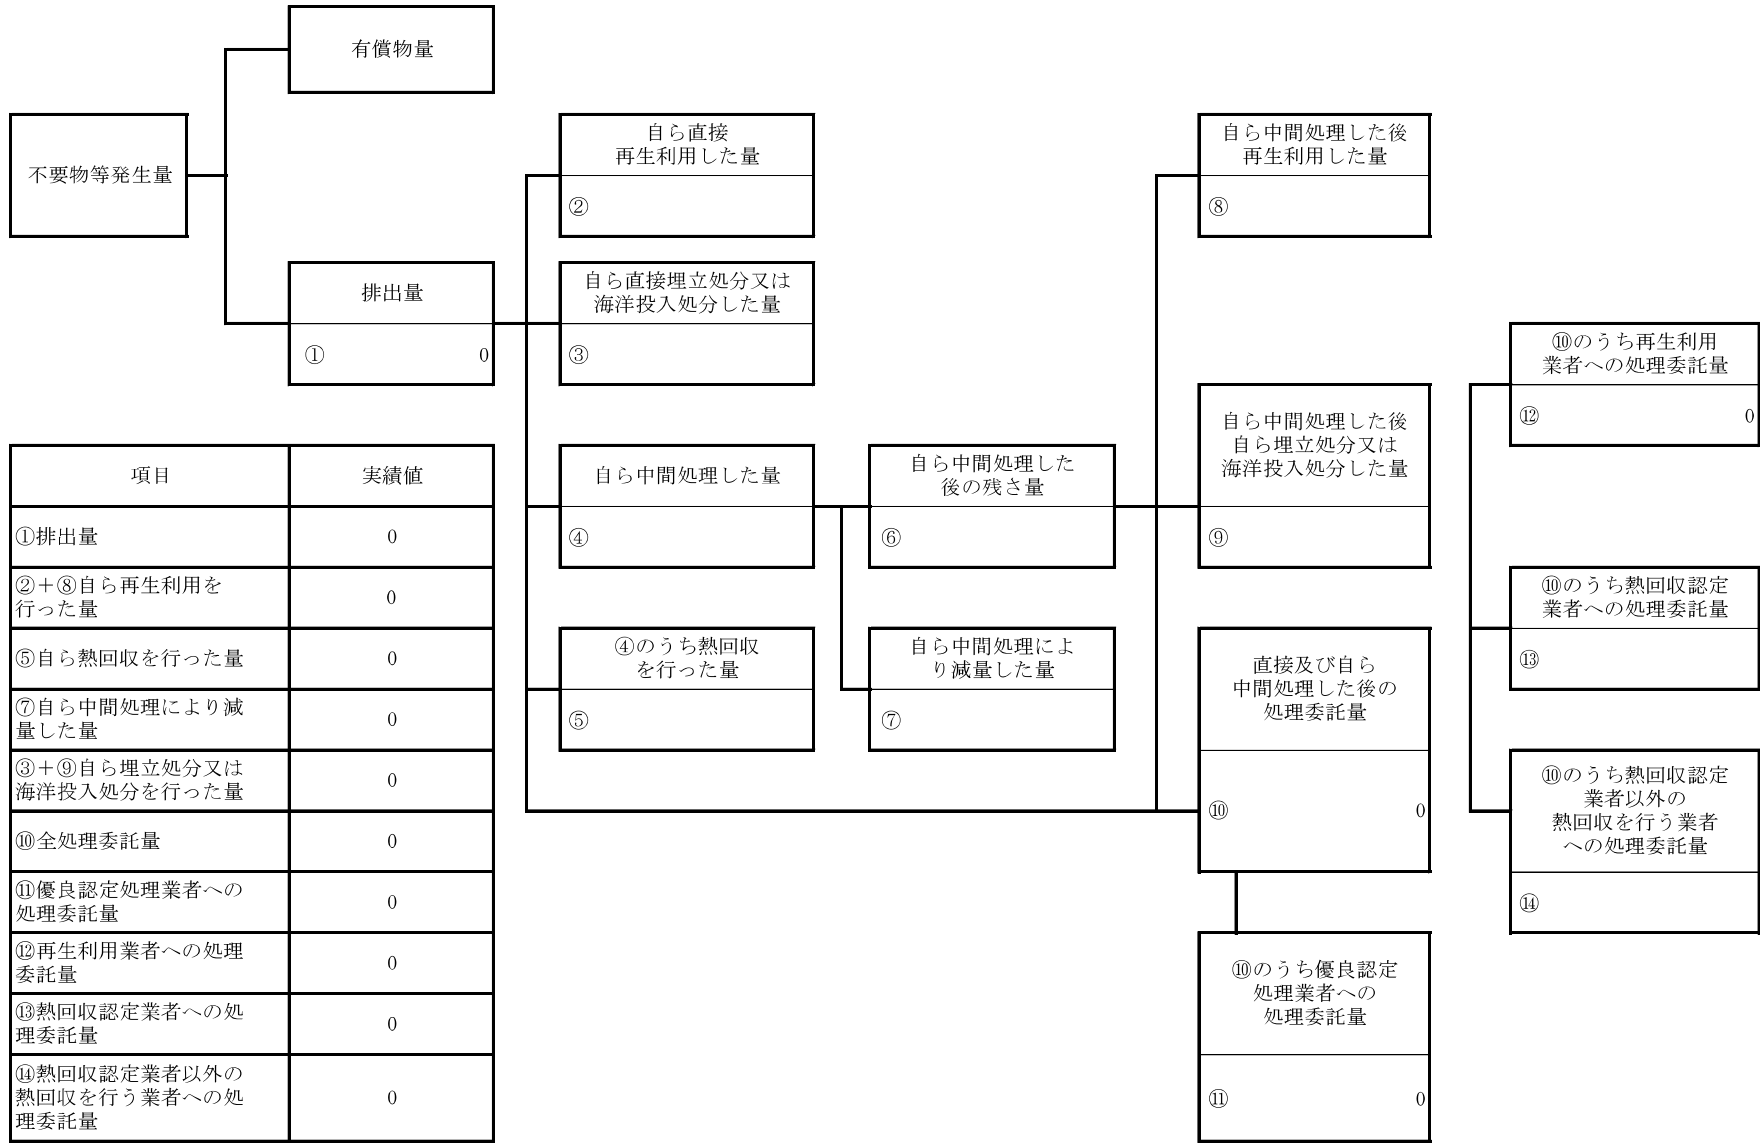 有償物量
不要物等発生量
排出量
① 0
自ら直接
再生利用した量
②
自ら直接埋立処分又は
海洋投入処分した量
③
自ら中間処理した量
④
④のうち熱回収
を行った量
⑤
自ら中間処理した
後の残さ量
⑥
自ら中間処理によ
り減量した量
⑦
自ら中間処理した後
再生利用した量
⑧
自ら中間処理した後
自ら埋立処分又は
海洋投入処分した量
⑨
直接及び自ら
中間処理した後の
処理委託量
⑩ 0
⑩のうち優良認定
処理業者への
処理委託量
⑪ 0
⑩のうち再生利用
業者への処理委託量
⑫ 0
⑩のうち熱回収認定
業者への処理委託量
⑬
⑩のうち熱回収認定
業者以外の
熱回収を行う業者
への処理委託量
⑭
項目 実績値
①排出量 0
②＋⑧自ら再生利用を
行った量 0
⑤自ら熱回収を行った量 0
⑦自ら中間処理により減
量した量 0
③＋⑨自ら埋立処分又は
海洋投入処分を行った量 0
⑩全処理委託量 0
⑪優良認定処理業者への
処理委託量 0
⑫再生利用業者への処理
委託量 0
⑬熱回収認定業者への処
理委託量 0
⑭熱回収認定業者以外の
熱回収を行う業者への処
理委託量 0